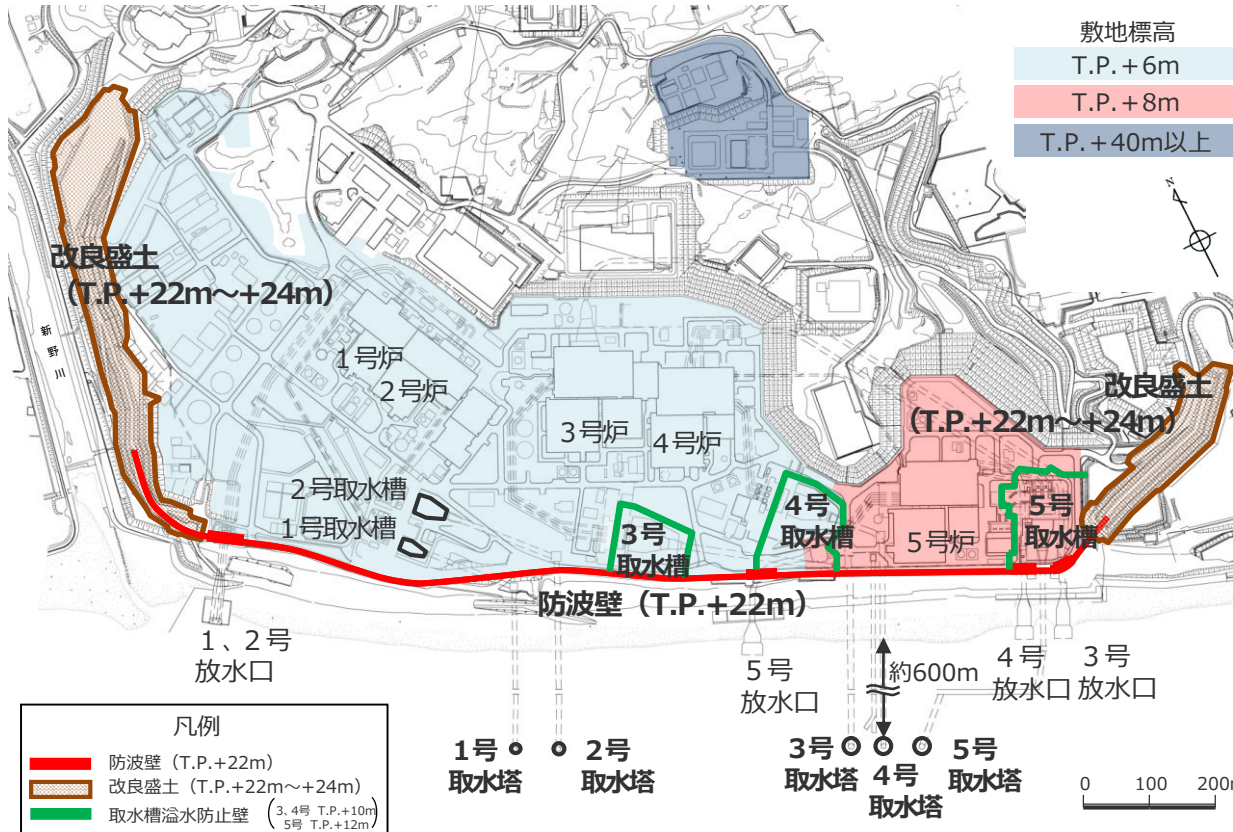 敷地標高
T.P.+6m
T.P.+8m
T.P.+40m以上
N
改良盛土
(T.P.+22m～+24m)
新野川
1号炉
2号炉
3号炉
4号炉
改良盛土
(T.P.+22m～+24m)
2号取水槽
1号取水槽
3号
取水槽
4号
取水槽
5号炉
5号
取水槽
防波壁(T.P.+22m)
1、2号
放水口
5号
放水口
約600m
4号
放水口
3号
放水口
1号
取水塔
2号
取水塔
3号
取水塔
4号
取水塔
5号
取水塔
凡例
防波壁(T.P.+22m)
改良盛土(T.P.+22m～+24m)
取水槽溢水防止壁(3、4号 T.P.+10m
5号 T.P.+12m)
0 100 200m